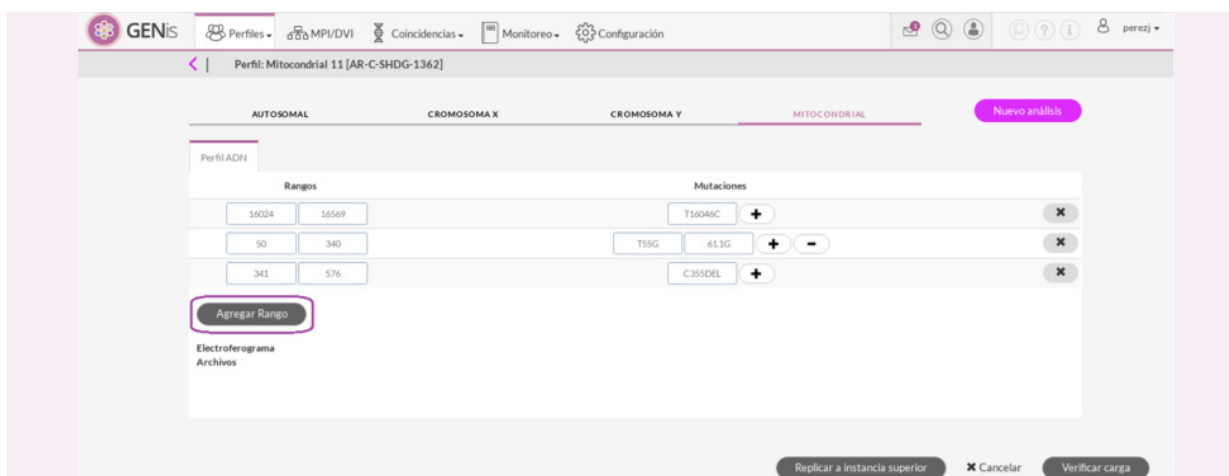 GENis Perfiles MPI/DVI Coincidencias Monitoreo Configuración 3 perezj
Perfil: Mitocondrial 11 [AR-C-SHDG-1362]
AUTOSOMAL CROMOSOMA X CROMOSOMA Y MITOCONDRIAL Nuevo análisis
Perfil ADN
Rangos Mutaciones
16024 16569 T16046C
50 340 T55G 61.1G
341 576 C355DEL
Agregar Rango
Electroferograma
Archivos
Replicar a instancia superior Cancelar Verificar carga